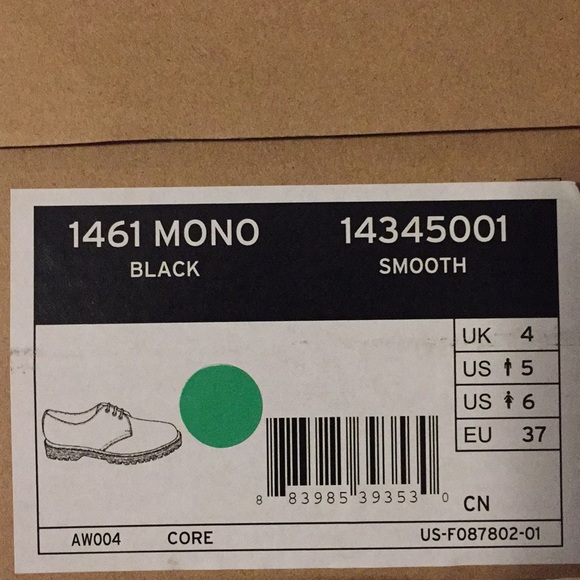 1461 MONO 14345001
BLACK SMOOTH
UK 4
US 5
US 6
EU 37
8 83985 39353 0
CN
AW004 CORE US-F087802-01